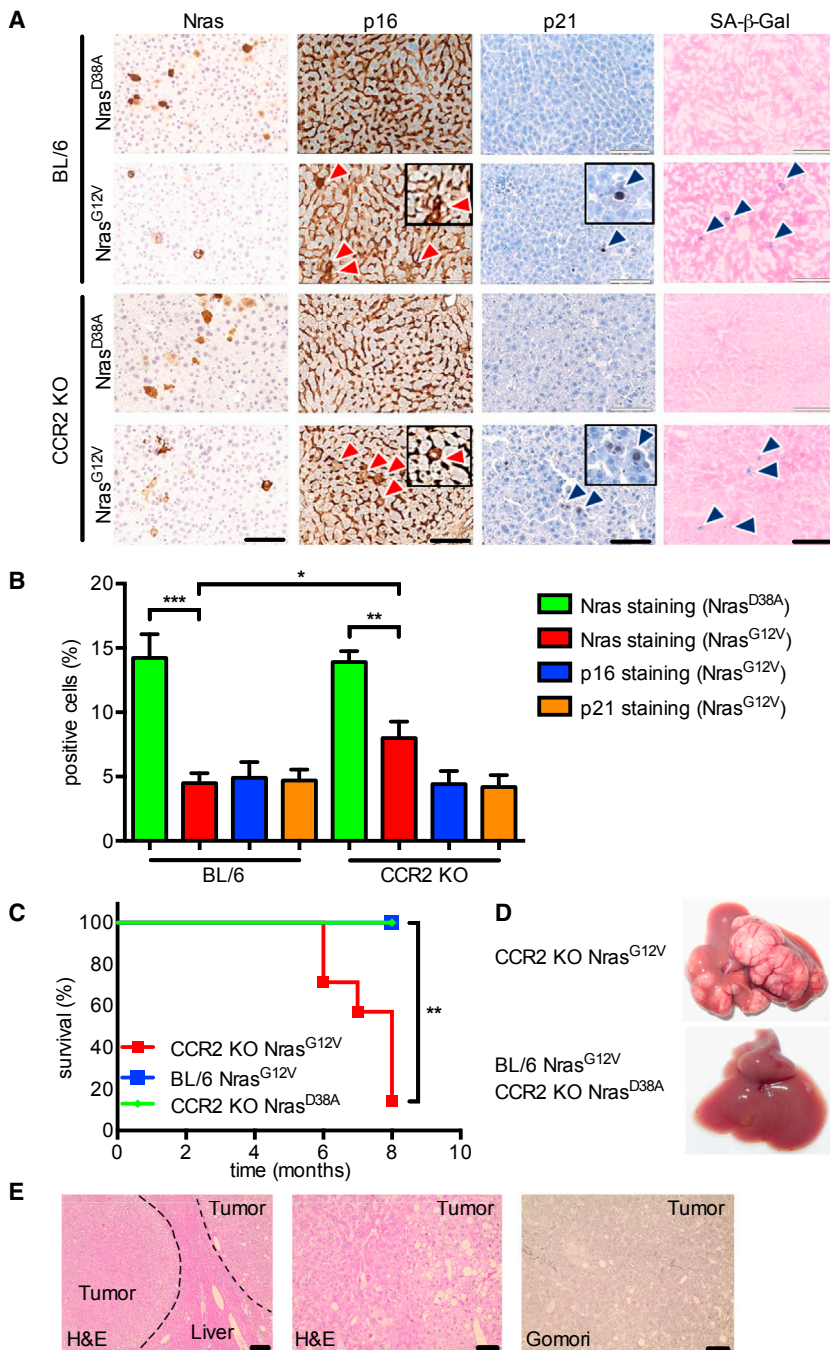 A
Nras p16 p21 SA-β-Gal
BL/6
Nras^D38A
Nras^G12V
CCR2 KO
Nras^D38A
Nras^G12V
B
positive cells (%)
20
15
10
5
0
***
*
**
BL/6 CCR2 KO
Nras staining (Nras^D38A)
Nras staining (Nras^G12V)
p16 staining (Nras^G12V)
p21 staining (Nras^G12V)
C
survival (%)
100
80
60
40
20
0
0 2 4 6 8 10
time (months)
**
CCR2 KO Nras^G12V
BL/6 Nras^G12V
CCR2 KO Nras^D38A
D
CCR2 KO Nras^G12V
BL/6 Nras^G12V
CCR2 KO Nras^D38A
E
Tumor
Tumor
Liver
H&E
Tumor
H&E
Tumor
Gomori